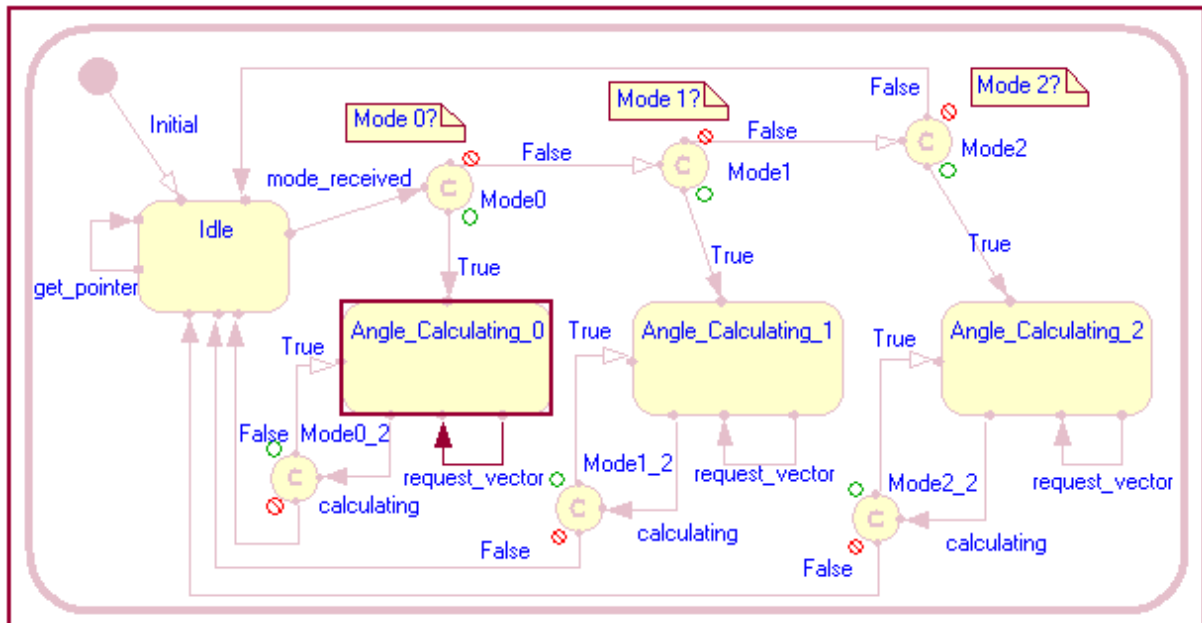 Mode 0?
Mode 1?
Mode 2?
False
Initial
False
False
Mode2
mode_received
Mode0
Mode1
C
C
C
Idle
True
True
True
get_pointer
Angle_Calculating_0
Angle_Calculating_1
Angle_Calculating_2
True
True
True
False
Mode0_2
request_vector
Mode1_2
request_vector
Mode2_2
request_vector
C
calculating
C
calculating
C
calculating
False
False